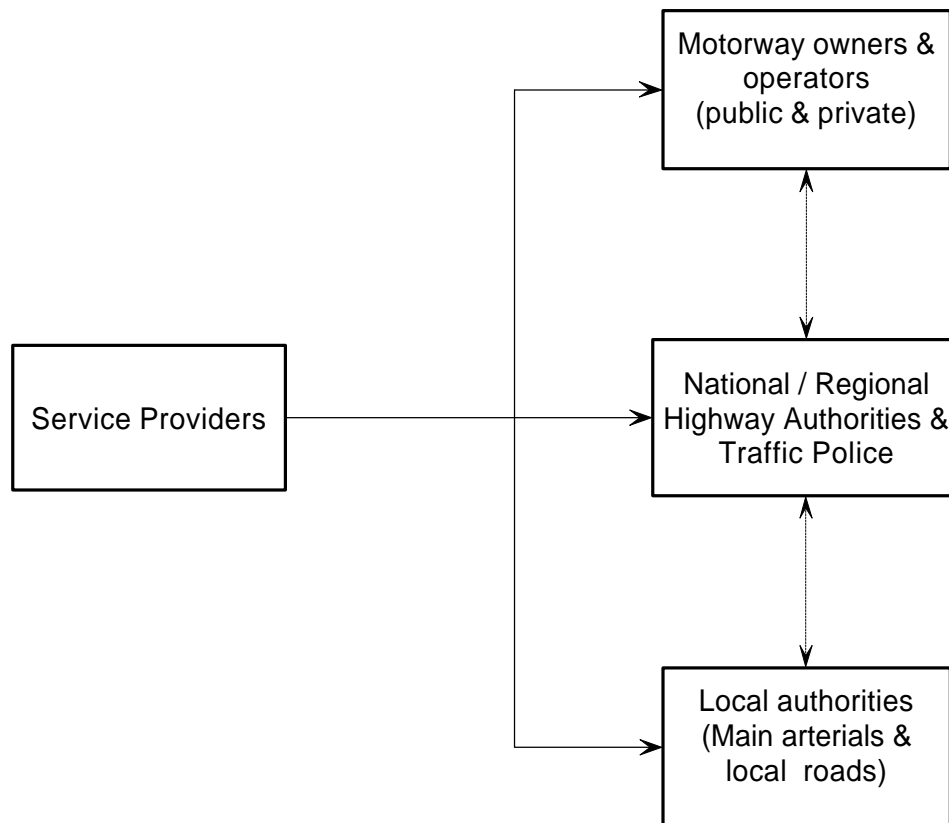 Motorway owners &
operators
(public & private)
Service Providers
National / Regional
Highway Authorities &
Traffic Police
Local authorities
(Main arterials &
local roads)